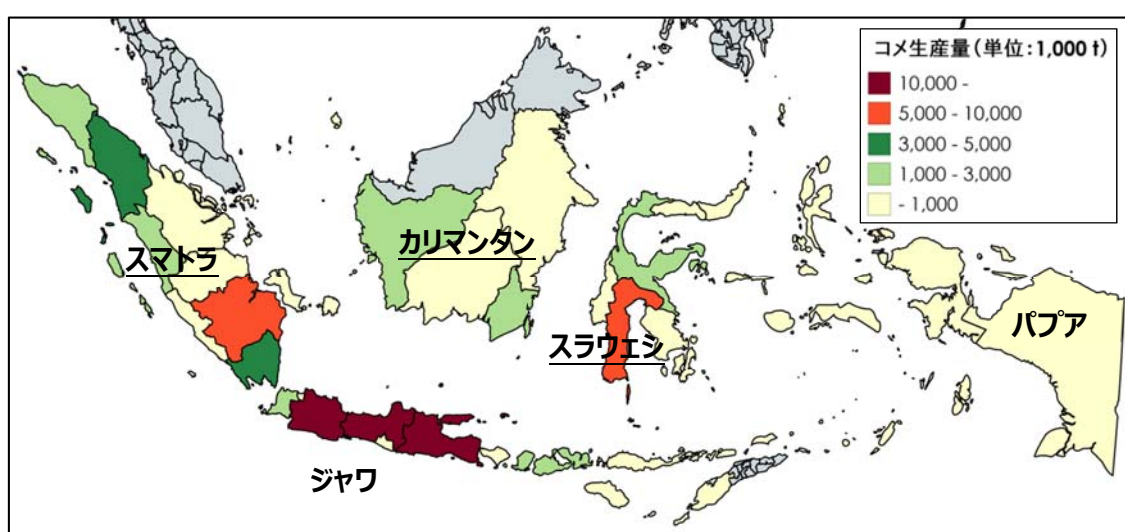 コメ生産量(単位:1,000 t)
10,000 -
5,000 - 10,000
3,000 - 5,000
1,000 - 3,000
- 1,000
スマトラ
カリマンタン
スラウェシ
パプア
ジャワ